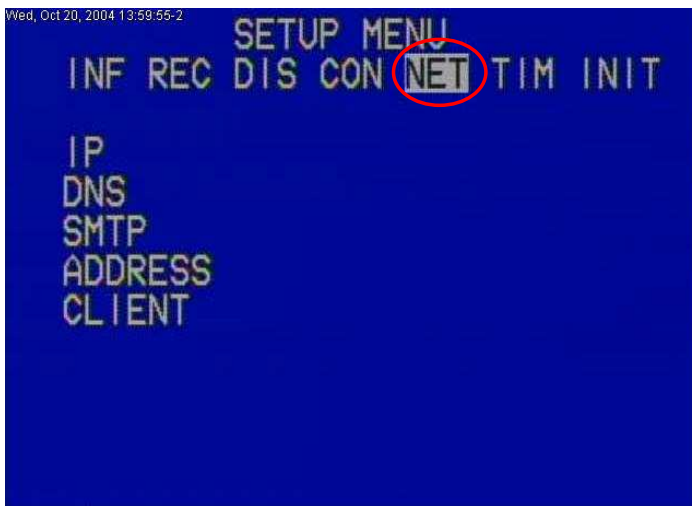 Wed, Oct 20, 2004 13:59:55-2
SETUP MENU
INF REC DIS CON NET TIM INIT
IP
DNS
SMTP
ADDRESS
CLIENT